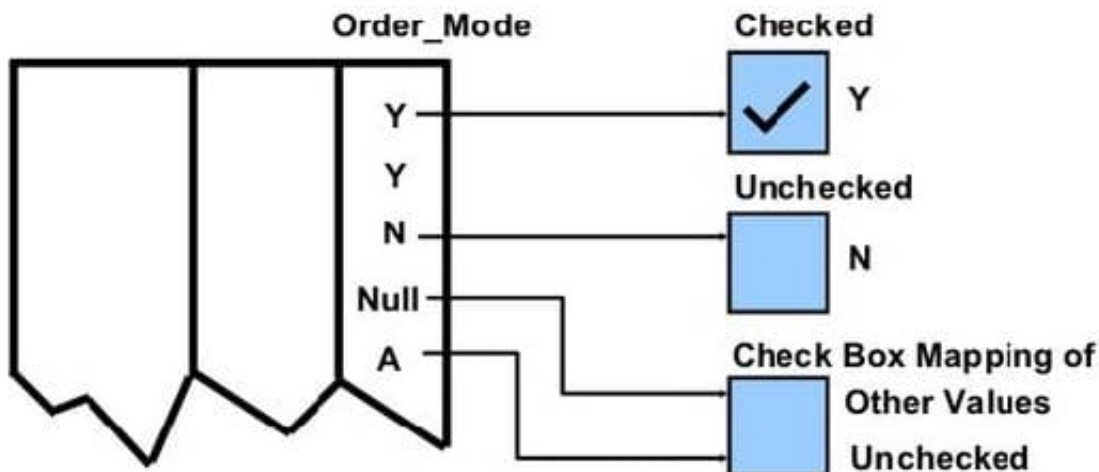 Order_Mode
Checked
Y
Y
Y
Unchecked
N
N
Null
A
Check Box Mapping of
Other Values
Unchecked